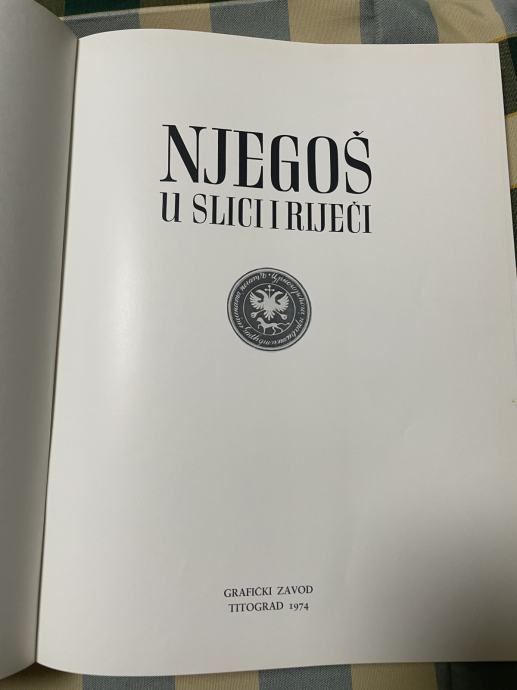 NJEGOŠ
U SLICI I RIJEČI
GRAFIČKI ZAVOD
TITOGRAD 1974